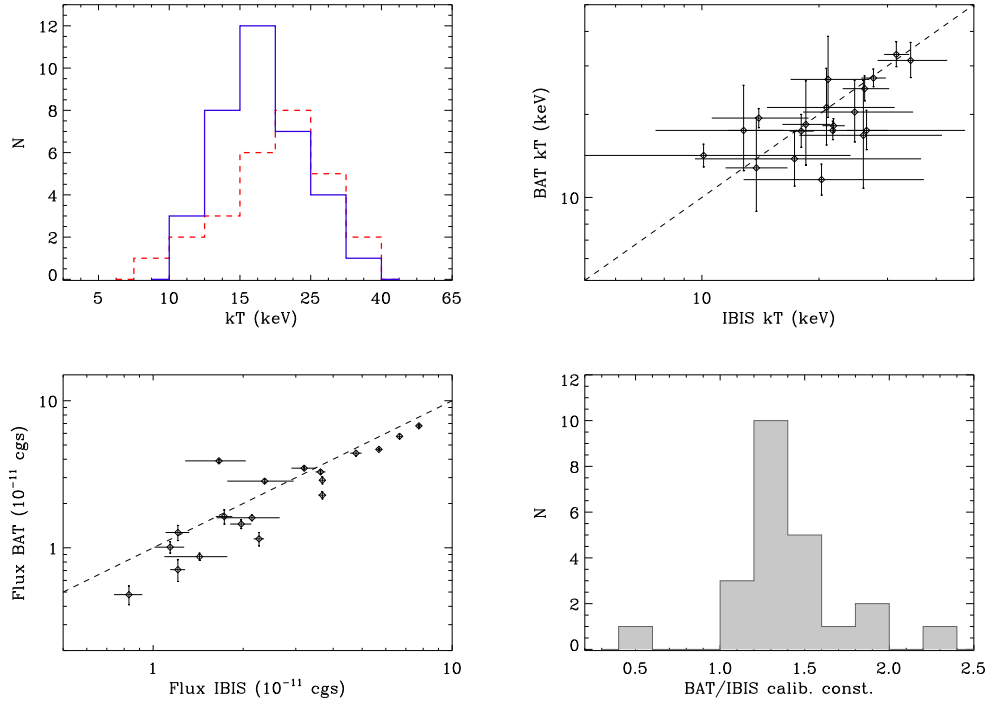 12
10
8
6
4
2
0
N
5 10 15 25 40 65
kT (keV)
10
BAT kT (keV)
10
IBIS kT (keV)
10
1
Flux BAT (10⁻¹¹ cgs)
1 10
Flux IBIS (10⁻¹¹ cgs)
12
10
8
6
4
2
0
N
0.5 1.0 1.5 2.0 2.5
BAT/IBIS calib. const.